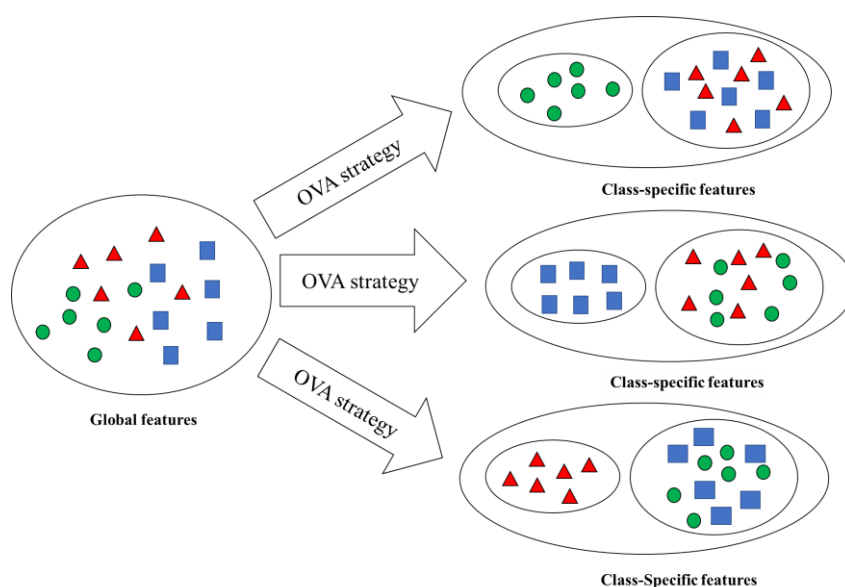 OVA strategy
Class-specific features
OVA strategy
Global features
Class-specific features
OVA strategy
Class-Specific Features